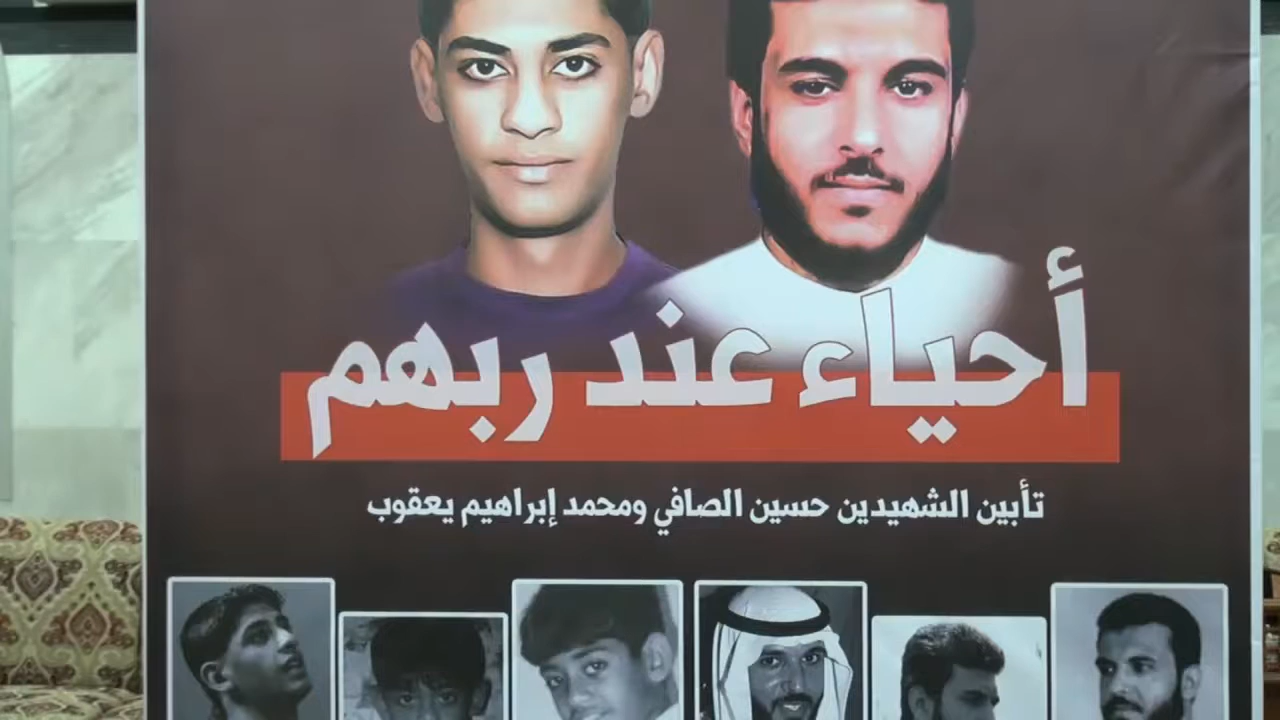 أحياء عند ربهم
تأبين الشهيدين حسين الصافي ومحمد إبراهيم يعقوب